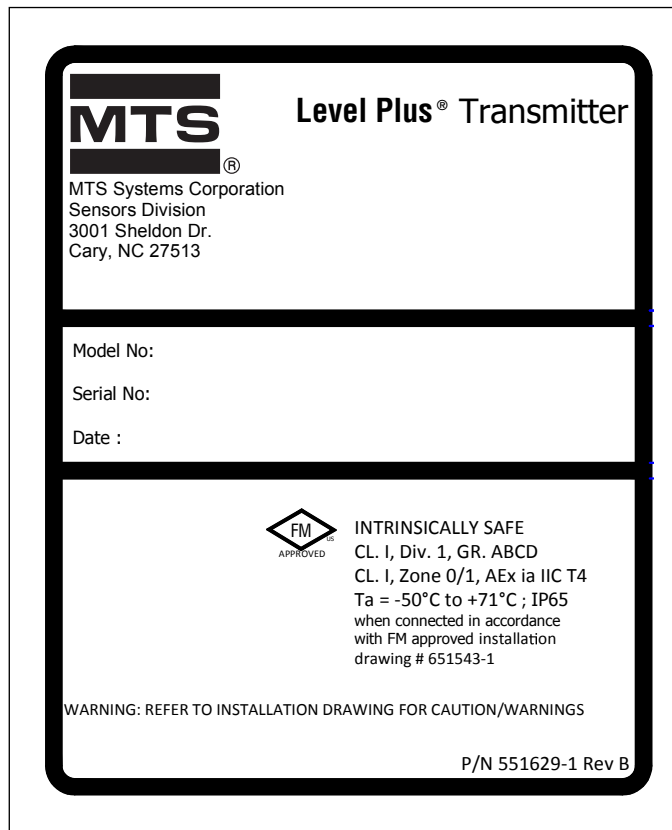 MTS
®
Level Plus® Transmitter
MTS Systems Corporation
Sensors Division
3001 Sheldon Dr.
Cary, NC 27513
Model No:
Serial No:
Date :
FM
us
APPROVED
INTRINSICALLY SAFE
CL. I, Div. 1, GR. ABCD
CL. I, Zone 0/1, AEx ia IIC T4
Ta = -50°C to +71°C ; IP65
when connected in accordance
with FM approved installation
drawing # 651543-1
WARNING: REFER TO INSTALLATION DRAWING FOR CAUTION/WARNINGS
P/N 551629-1 Rev B